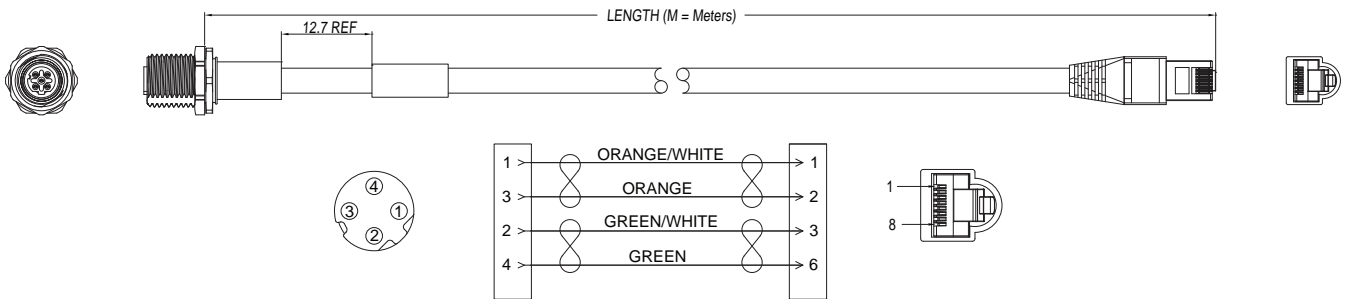 LENGTH (M = Meters)
12.7 REF
1 ORANGE/WHITE 1
3 ORANGE 2
2 GREEN/WHITE 3
4 GREEN 6
4
3 1
2
1
8